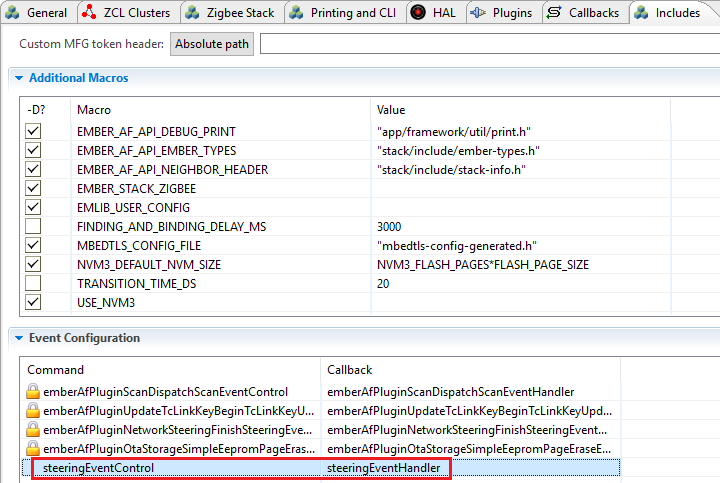 General ZCL Clusters Zigbee Stack Printing and CLI HAL Plugins Callbacks Includes
Custom MFG token header: Absolute path
Additional Macros
-D? Macro Value
EMBER_AF_API_DEBUG_PRINT "app/framework/util/print.h"
EMBER_AF_API_EMBER_TYPES "stack/include/ember-types.h"
EMBER_AF_API_NEIGHBOR_HEADER "stack/include/stack-info.h"
EMBER_STACK_ZIGBEE
EMLIB_USER_CONFIG
FINDING_AND_BINDING_DELAY_MS 3000
MBEDTLS_CONFIG_FILE "mbedtls-config-generated.h"
NVM3_DEFAULT_NVM_SIZE NVM3_FLASH_PAGES*FLASH_PAGE_SIZE
TRANSITION_TIME_DS 20
USE_NVM3
Event Configuration
Command Callback
emberAfPluginScanDispatchScanEventControl emberAfPluginScanDispatchScanEventHandler
emberAfPluginUpdateTcLinkKeyBeginTcLinkKeyU... emberAfPluginUpdateTcLinkKeyBeginTcLinkKeyUpd...
emberAfPluginNetworkSteeringFinishSteeringEve... emberAfPluginNetworkSteeringFinishSteeringEvent...
emberAfPluginOtaStorageSimpleEepromPageEras... emberAfPluginOtaStorageSimpleEepromPageEraseE...
steeringEventControl steeringEventHandler